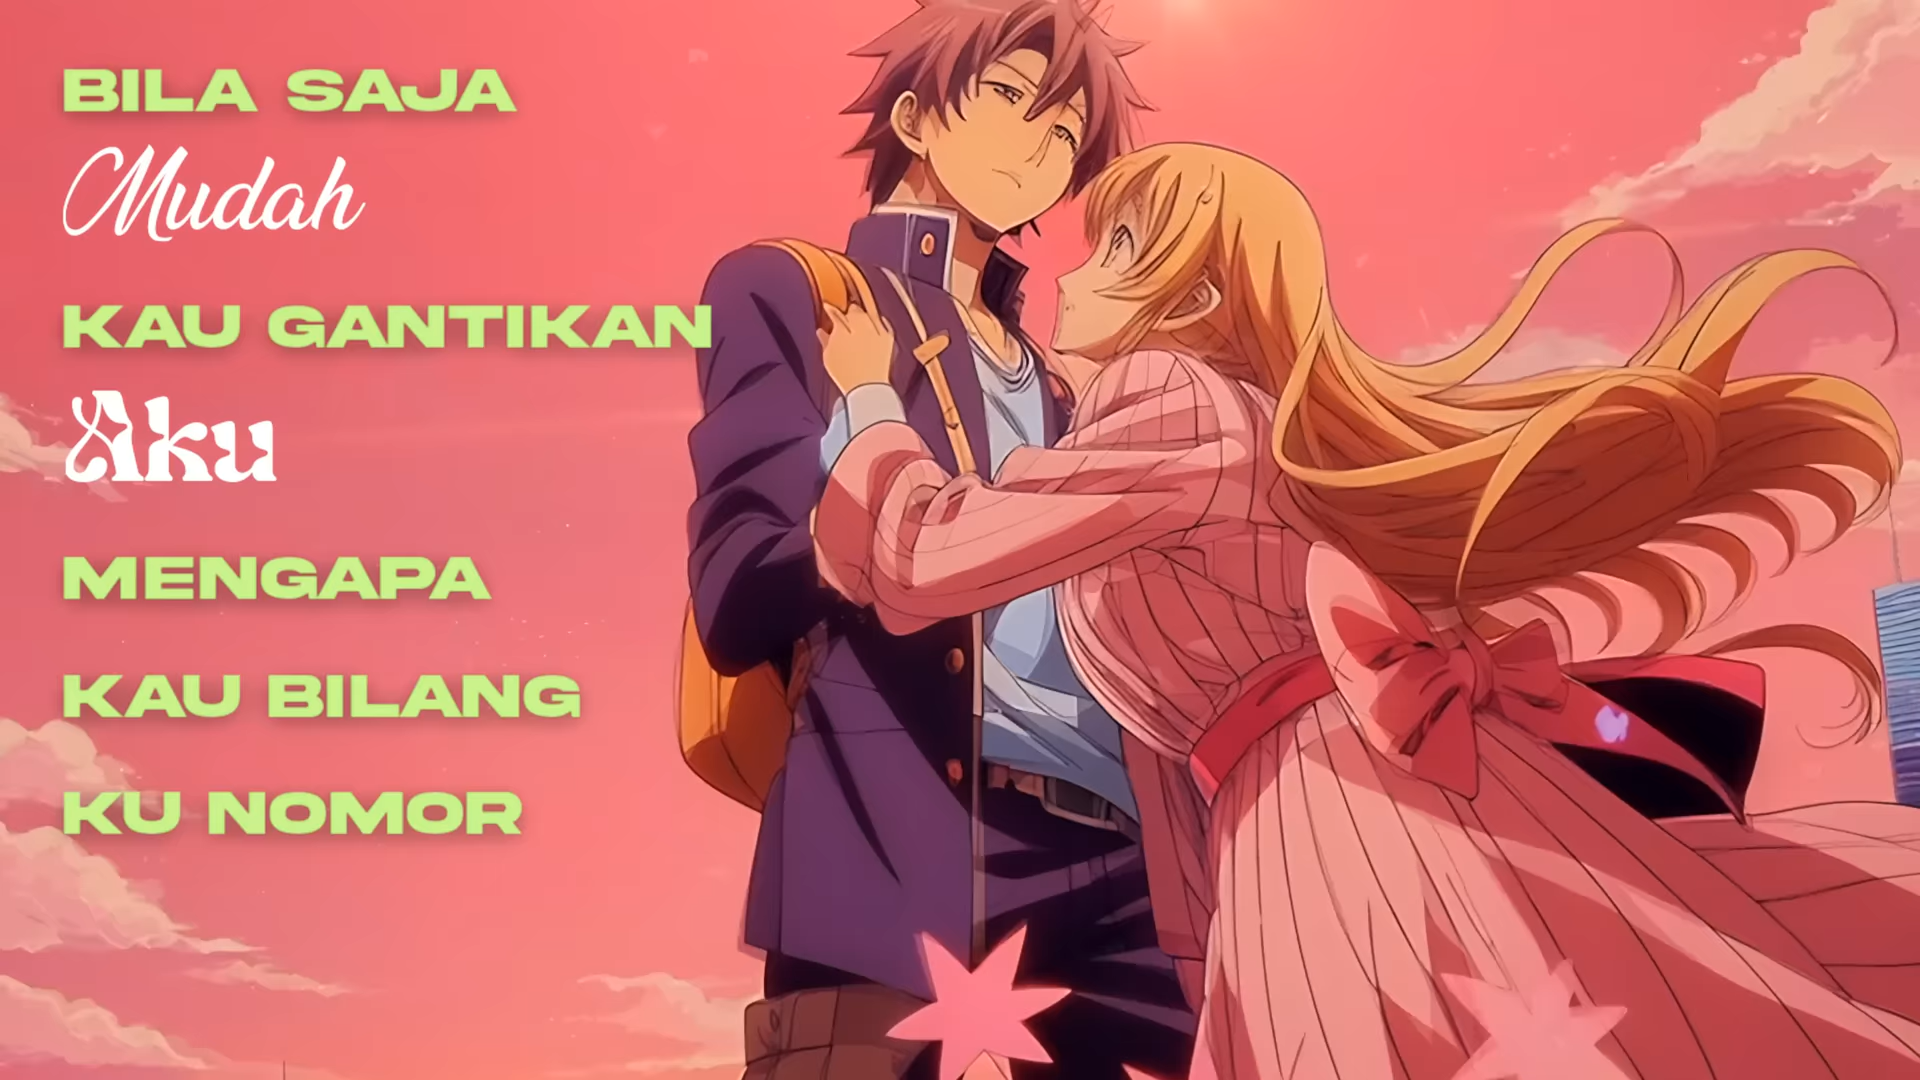 BILA SAJA
Mudah
KAU GANTIKAN
Aku
MENGAPA
KAU BILANG
KU NOMOR